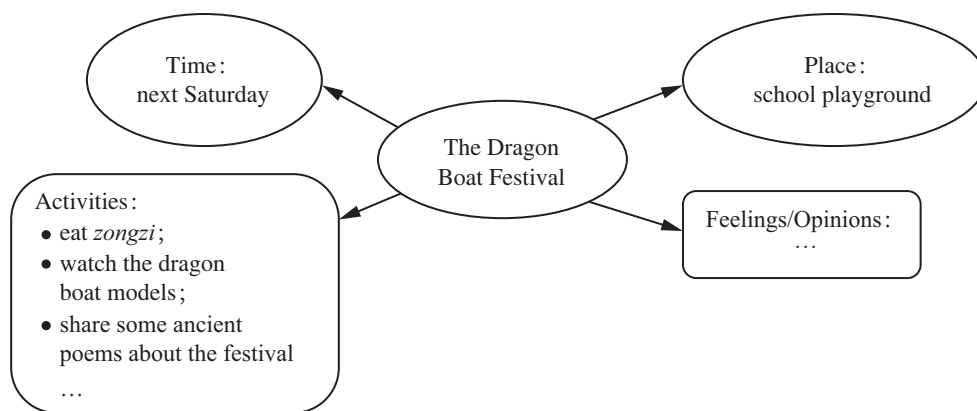 Time:
next Saturday
Place:
school playground
The Dragon
Boat Festival
Activities:
• eat zongzi;
• watch the dragon
boat models;
• share some ancient
poems about the festival
…
Feelings/Opinions:
…